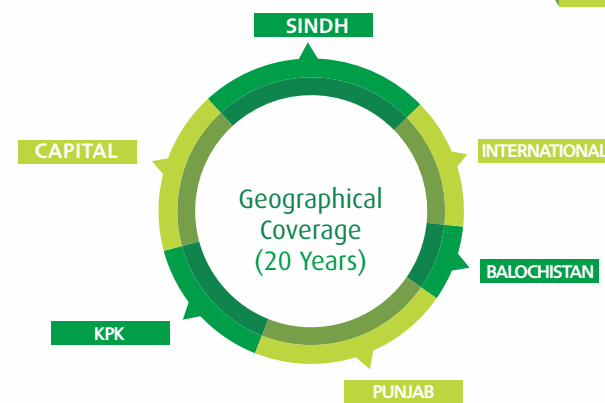 SINDH
CAPITAL
INTERNATIONAL
Geographical
Coverage
(20 Years)
BALOCHISTAN
KPK
PUNJAB